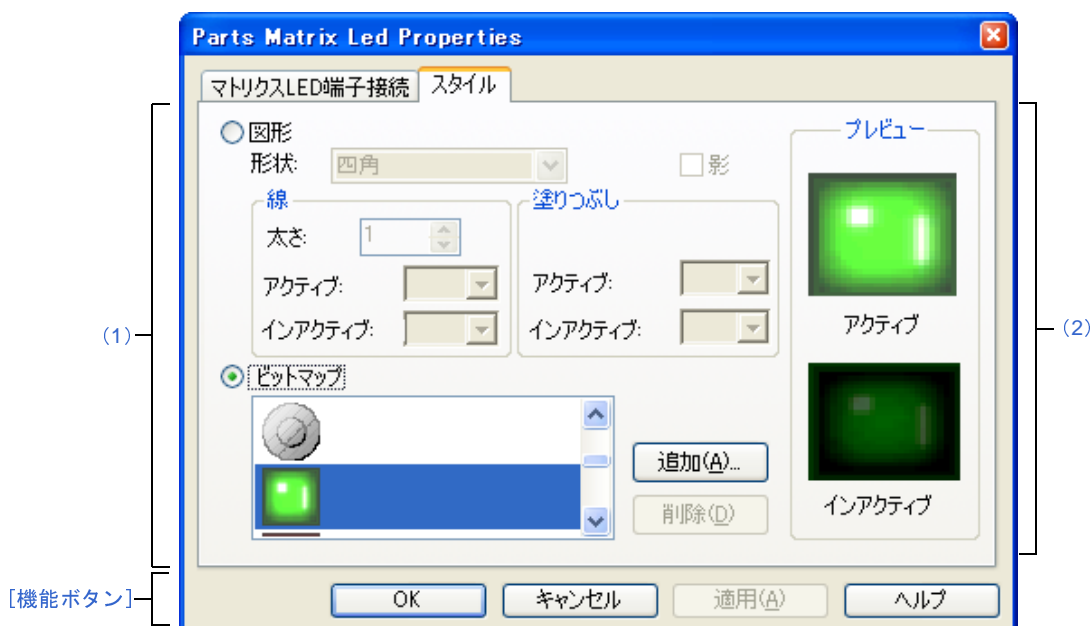 Parts Matrix Led Properties
マトリクスLED端子接続 スタイル
図形
形状: 四角 影
線
太さ: 1
アクティブ:
インアクティブ:
塗りつぶし
アクティブ:
インアクティブ:
ビットマップ
追加(A)...
削除(D)
プレビュー
アクティブ
インアクティブ
(1)
(2)
[機能ボタン]
OK キャンセル 適用(A) ヘルプ